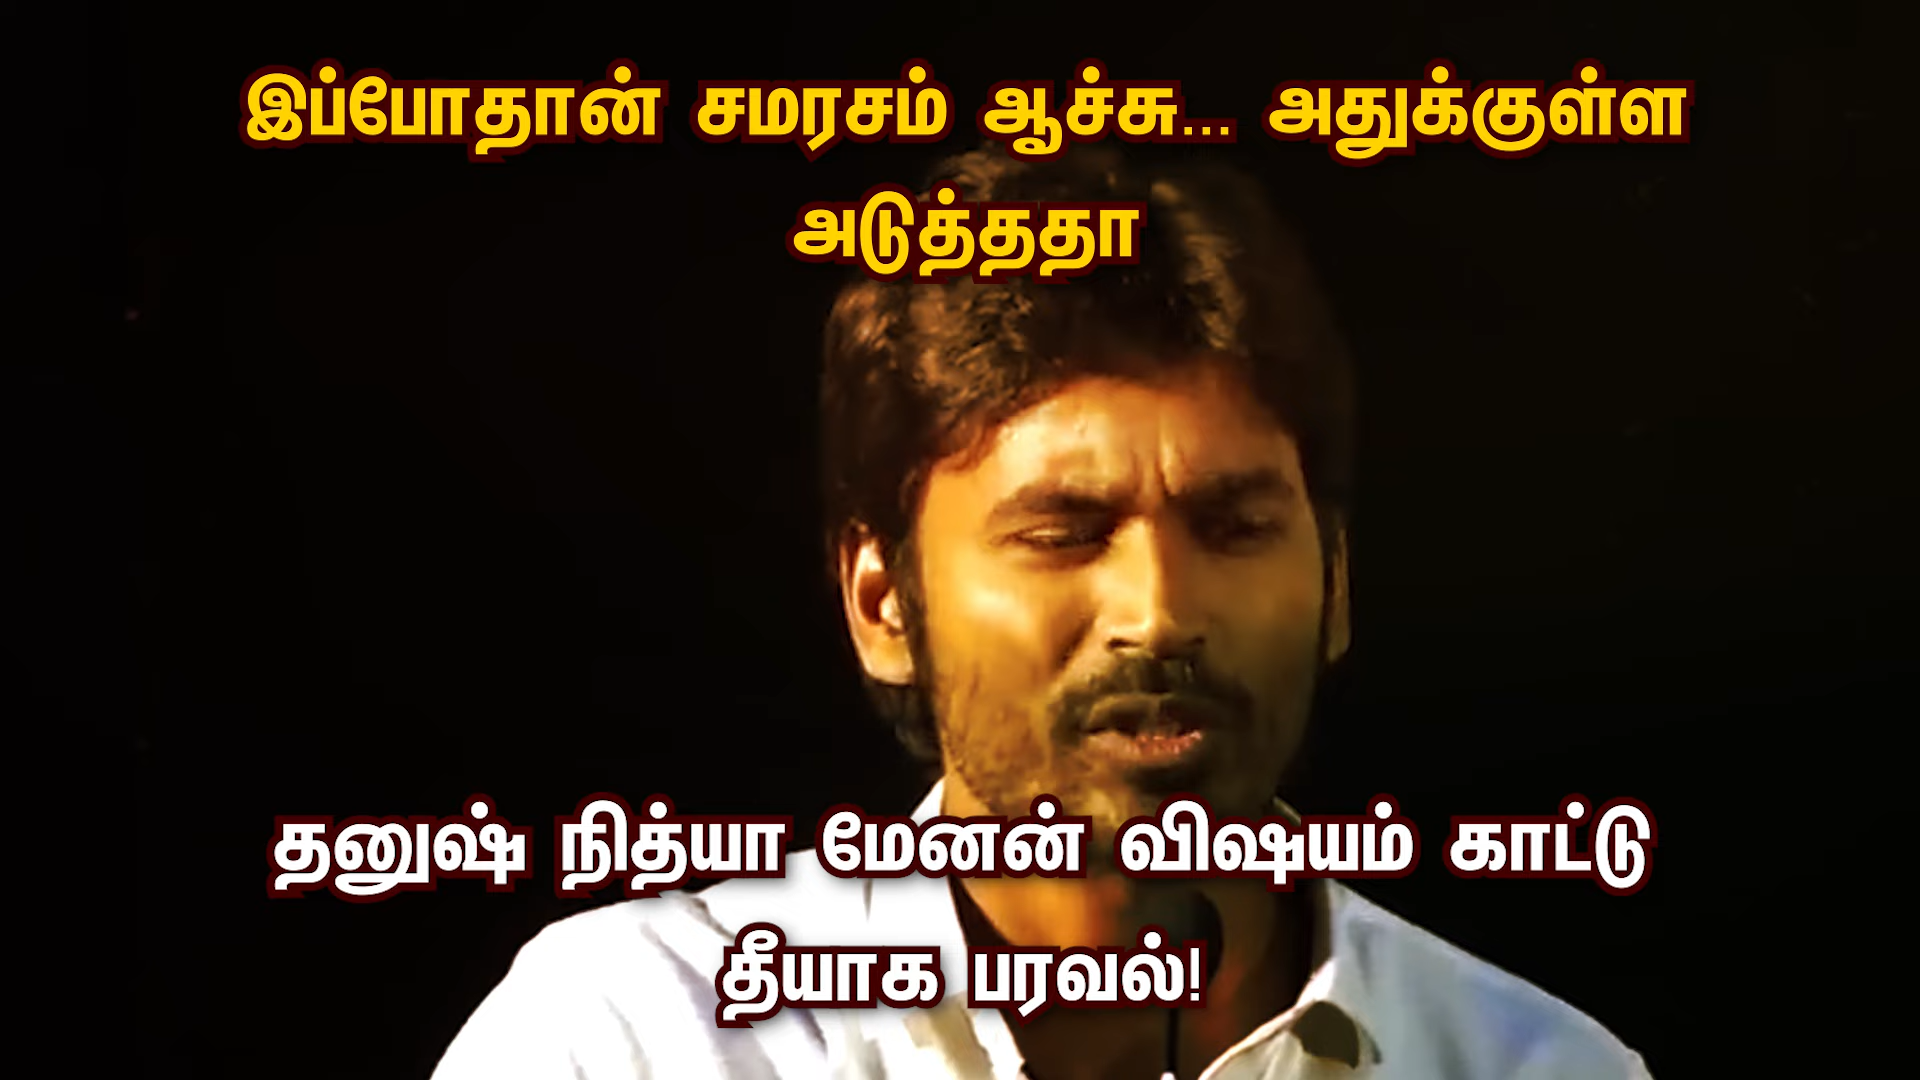 இப்போதான் சமரசம் ஆச்சு... அதுக்குள்ள
அடுத்ததா
தனுஷ் நித்யா மேனன் விஷயம் காட்டு
தீயாக பரவல்!